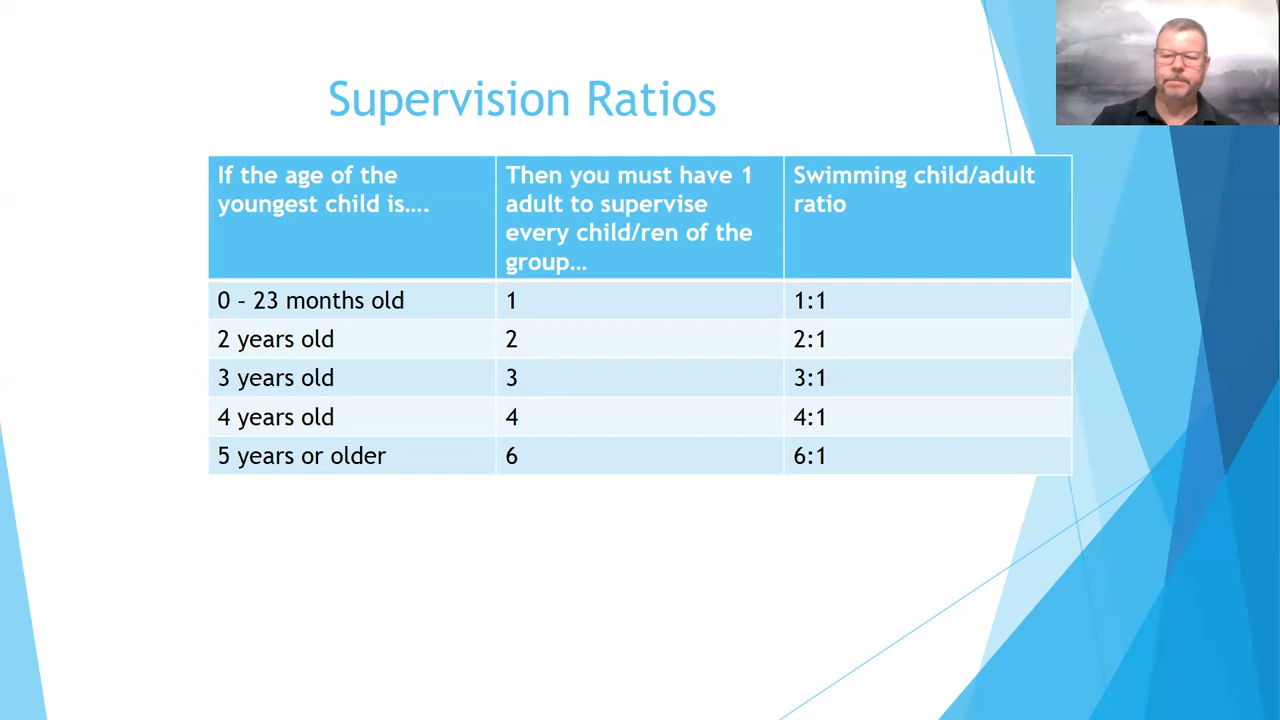 Supervision Ratios
If the age of the
youngest child is….
Then you must have 1
adult to supervise
every child/ren of the
group…
Swimming child/adult
ratio
0 – 23 months old 1 1:1
2 years old 2 2:1
3 years old 3 3:1
4 years old 4 4:1
5 years or older 6 6:1